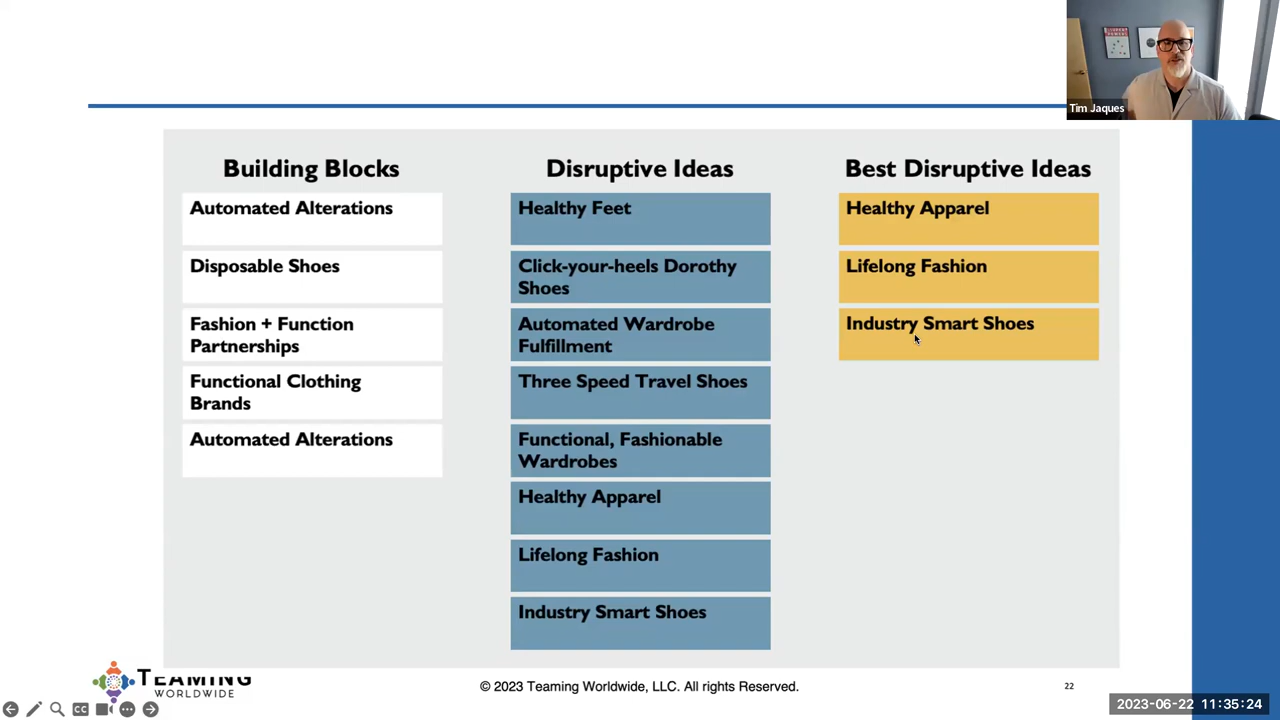 Tim Jaques
Building Blocks
Automated Alterations
Disposable Shoes
Fashion + Function
Partnerships
Functional Clothing
Brands
Automated Alterations
Disruptive Ideas
Healthy Feet
Click-your-heels Dorothy
Shoes
Automated Wardrobe
Fulfillment
Three Speed Travel Shoes
Functional, Fashionable
Wardrobes
Healthy Apparel
Lifelong Fashion
Industry Smart Shoes
Best Disruptive Ideas
Healthy Apparel
Lifelong Fashion
Industry Smart Shoes
TEAMING
WORLDWIDE
© 2023 Teaming Worldwide, LLC. All rights Reserved.
22
CC
2023-06-22 11:35:24